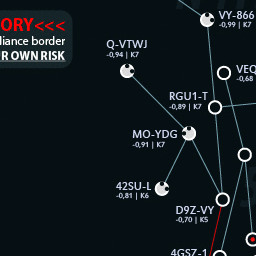 ORY<<<
liance border
R OWN RISK
VY-866
-0,99 | K7
Q-VTWJ
-0,94 | K7
VEQ
-0,68
RGU1-T
-0,89 | K7
MO-YDG
-0,91 | K7
42SU-L
-0,81 | K6
D9Z-VY
-0,70 | K5
4GSZ-1